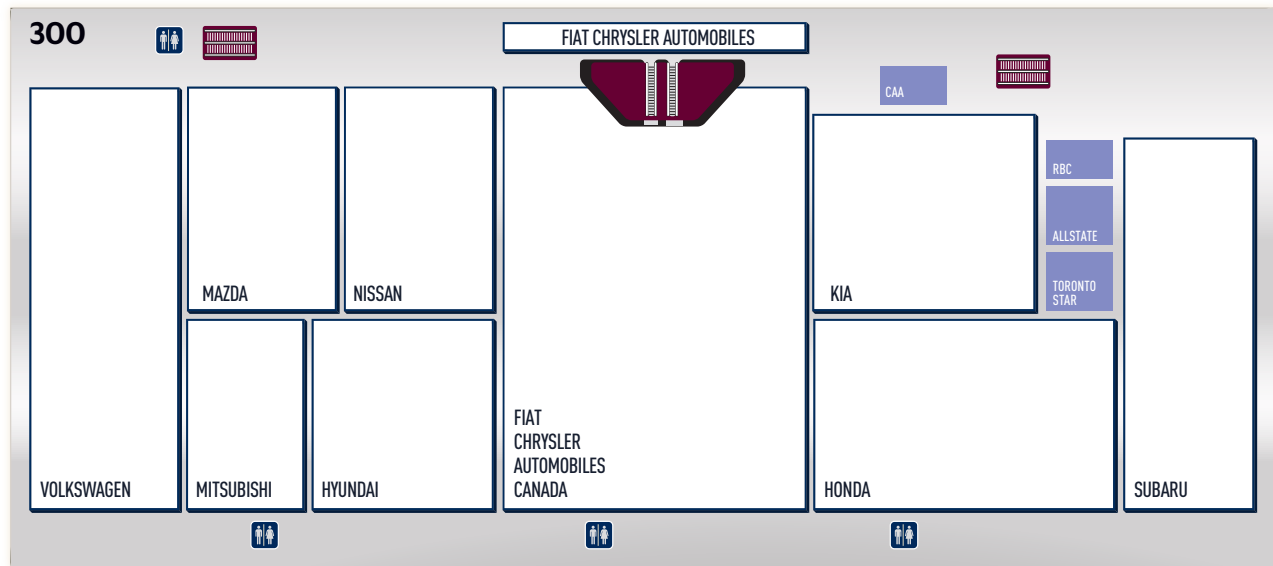 300
FIAT CHRYSLER AUTOMOBILES
CAA
RBC
ALLSTATE
TORONTO
STAR
MAZDA
NISSAN
KIA
FIAT
CHRYSLER
AUTOMOBILES
CANADA
VOLKSWAGEN
MITSUBISHI
HYUNDAI
HONDA
SUBARU